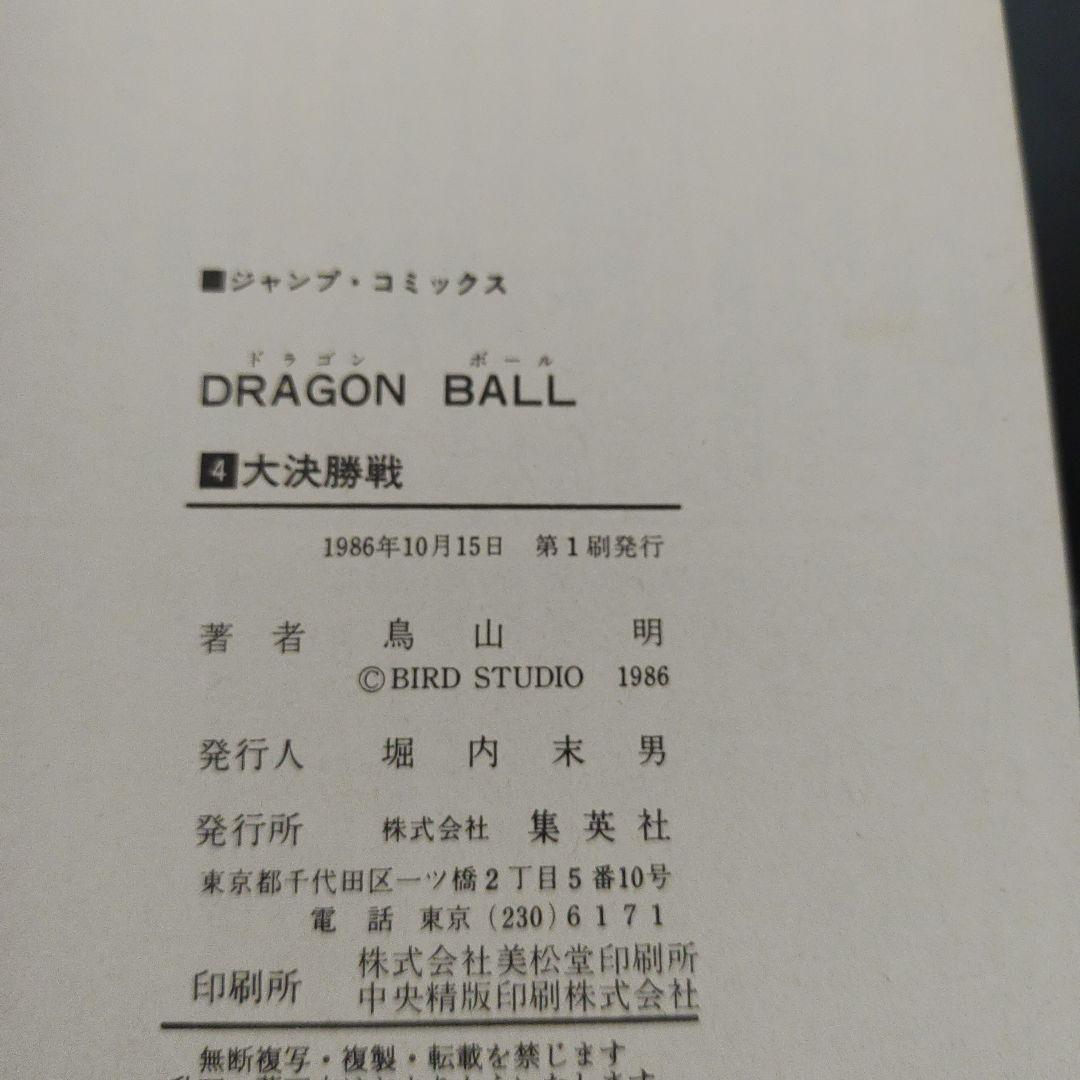 ■ジャンプ・コミックス
ドラゴン ボール
DRAGON BALL
4大決勝戦
1986年10月15日 第1刷発行
著者 鳥山 明
©BIRD STUDIO 1986
発行人 堀内末男
発行所 株式会社 集英社
東京都千代田区一ツ橋2丁目5番10号
電話 東京(230)6171
印刷所 株式会社美松堂印刷所
中央精版印刷株式会社
無断複写・複製・転載を禁じます